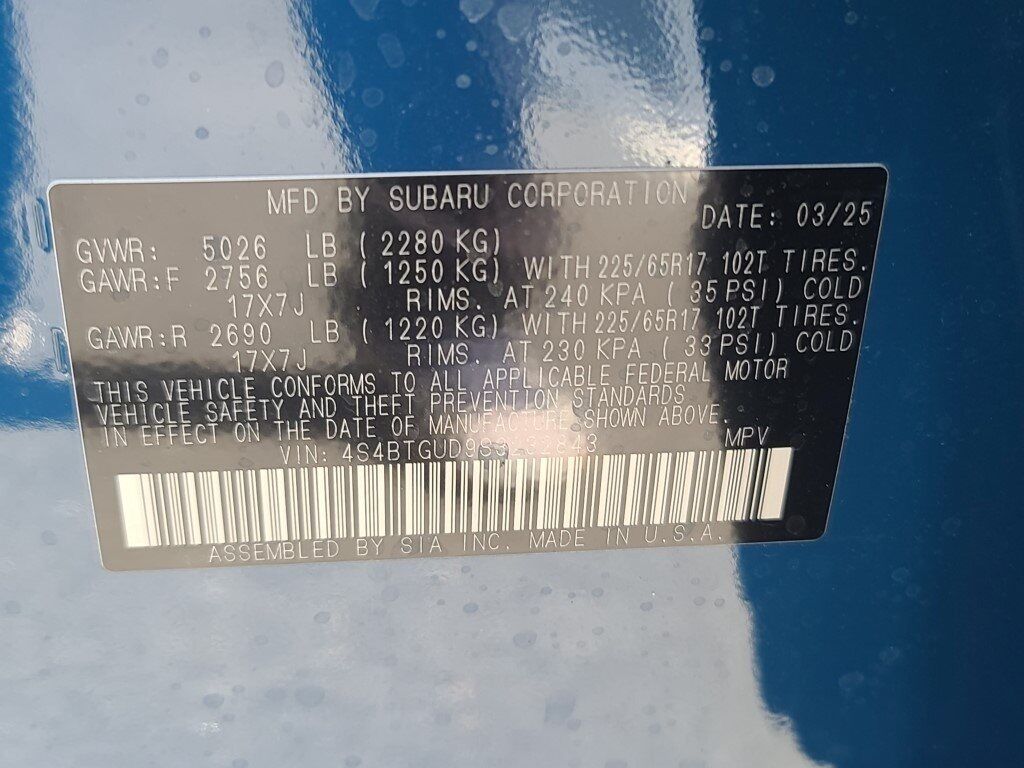 MFD BY SUBARU CORPORATION DATE: 03/25
GVWR: 5026 LB ( 2280 KG)
GAWR:F 2756 LB ( 1250 KG) WITH 225/65R17 102T TIRES.
17X7J . RIMS. AT 240 KPA ( 35 PSI) COLD
GAWR:R 2690 LB ( 1220 KG) WITH 225/65R17 102T TIRES.
17X7J RIMS. AT 230 KPA ( 33 PSI) COLD
THIS VEHICLE CONFORMS TO ALL APPLICABLE FEDERAL MOTOR
VEHICLE SAFETY AND THEFT PREVENTION STANDARDS
IN EFFECT ON THE DATE OF MANUFACTURE SHOWN ABOVE.
VIN: 4S4BTGUD9S3232843 MPV
ASSEMBLED BY SIA INC. MADE IN U.S.A.